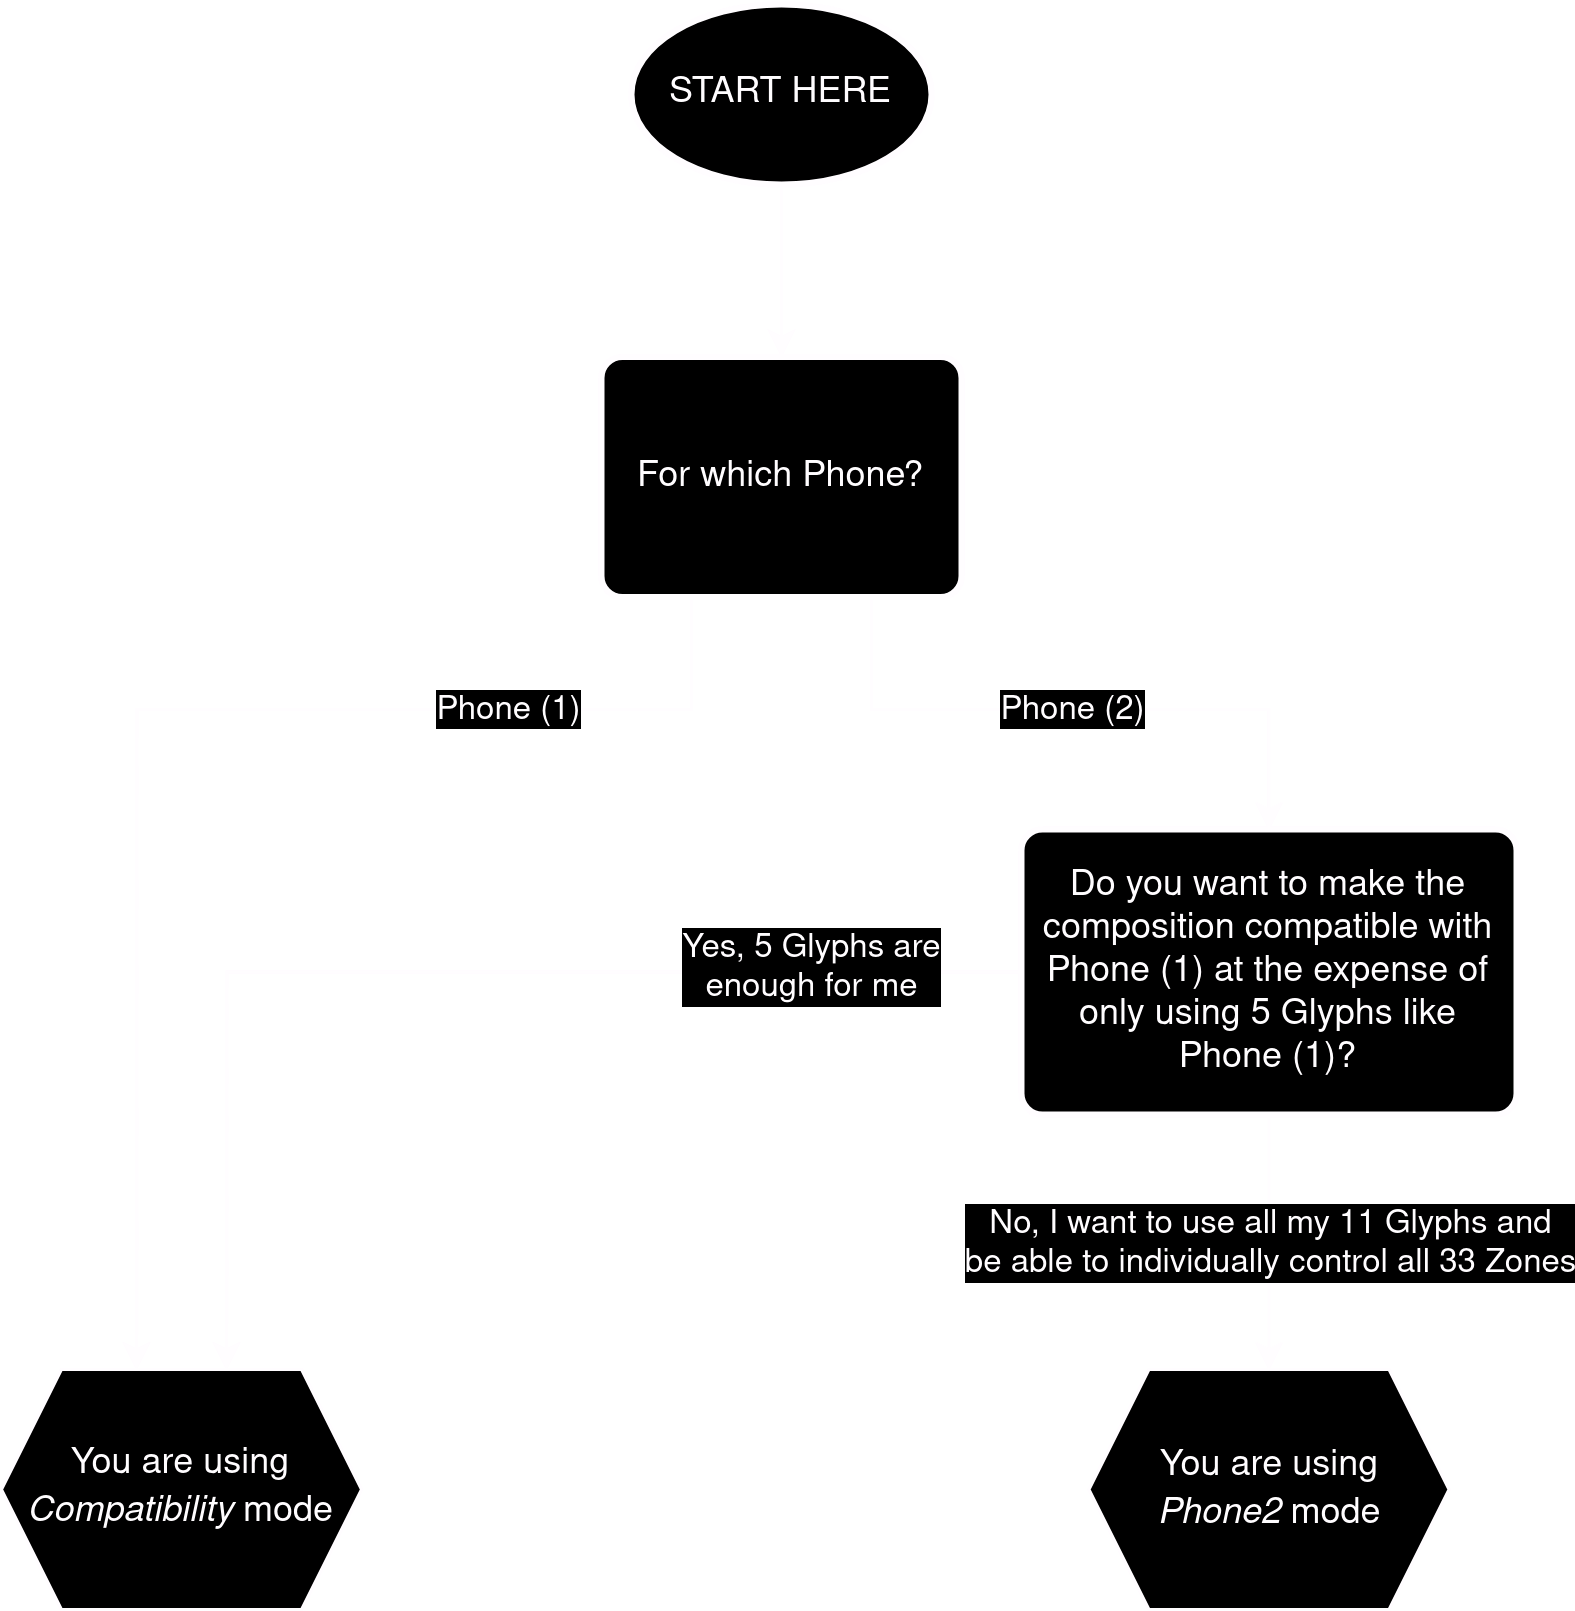 START HERE
For which Phone?
Phone (1)
Phone (2)
Do you want to make the
composition compatible with
Phone (1) at the expense of
only using 5 Glyphs like
Phone (1)?
Yes, 5 Glyphs are
enough for me
No, I want to use all my 11 Glyphs and
be able to individually control all 33 Zones
You are using
Compatibility mode
You are using
Phone2 mode